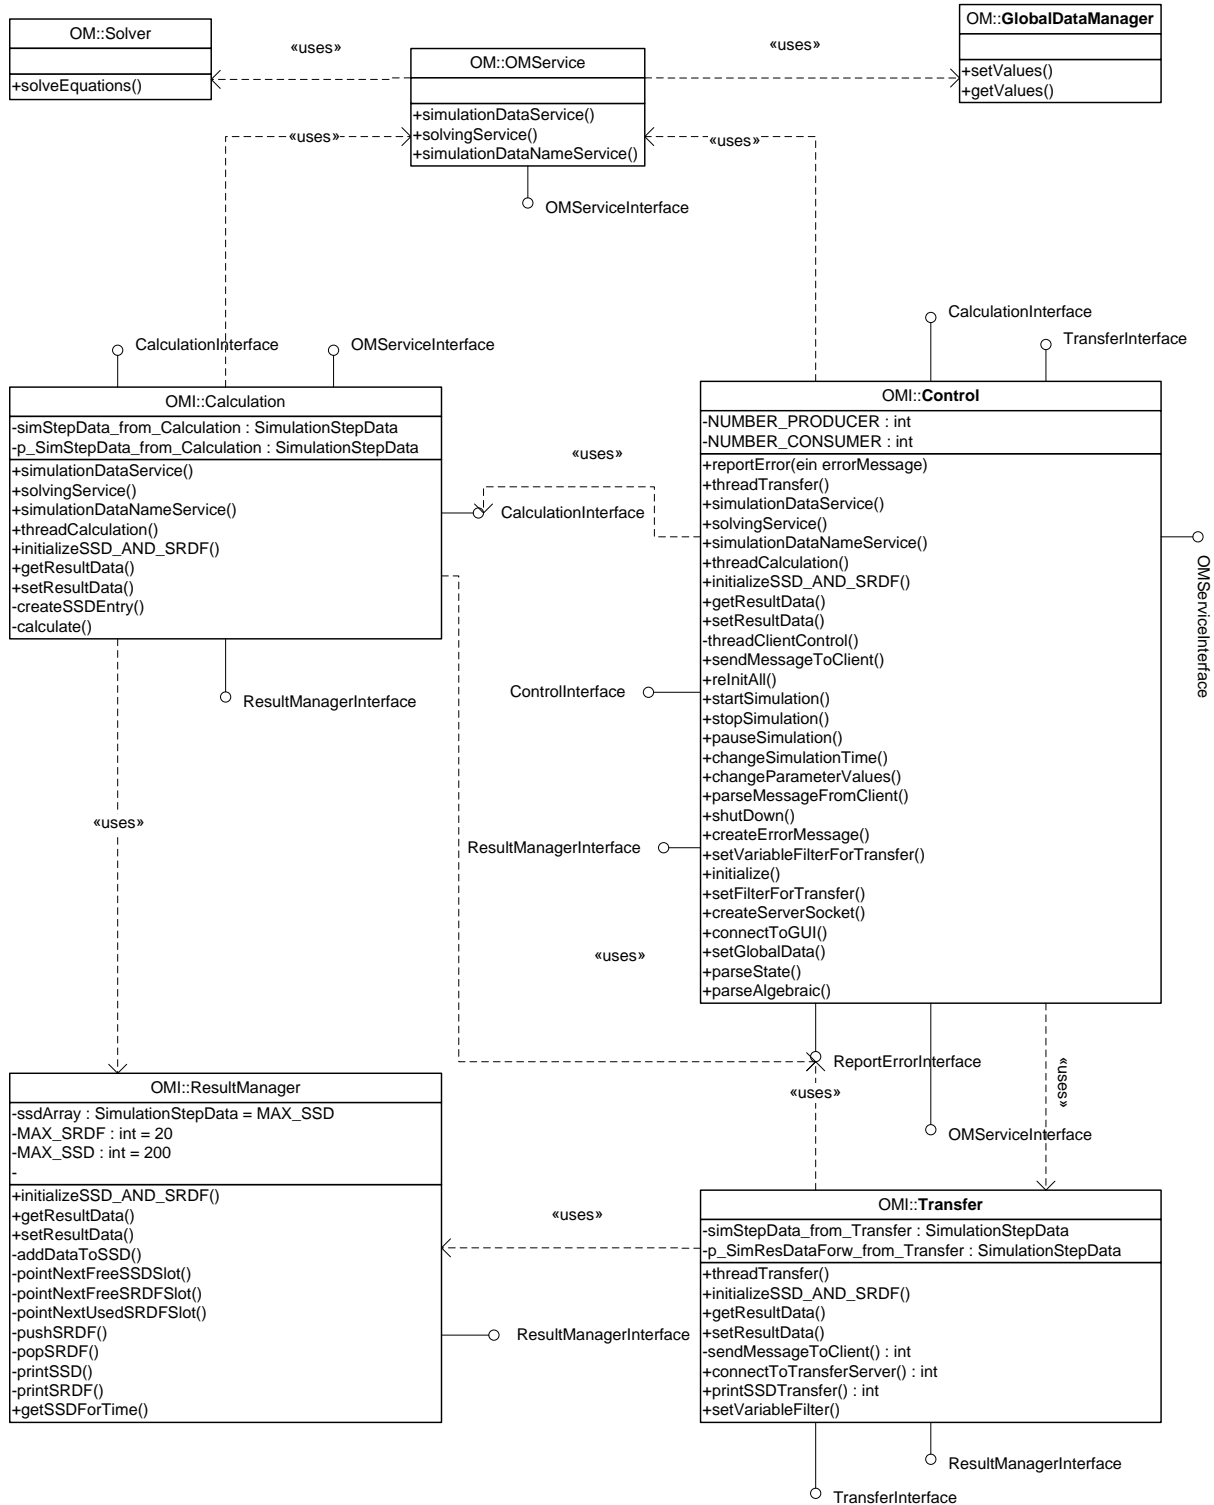 OM::Solver
+solveEquations()
«uses»
OM::OMService
+simulationDataService()
+solvingService()
+simulationDataNameService()
«uses»
OM::GlobalDataManager
+setValues()
+getValues()
«uses»
«uses»
OMServiceInterface
CalculationInterface
OMServiceInterface
CalculationInterface
TransferInterface
OMI::Calculation
-simStepData_from_Calculation : SimulationStepData
-p_SimStepData_from_Calculation : SimulationStepData
+simulationDataService()
+solvingService()
+simulationDataNameService()
+threadCalculation()
+initializeSSD_AND_SRDF()
+getResultData()
+setResultData()
-createSSDEntry()
-calculate()
«uses»
CalculationInterface
ResultManagerInterface
OMI::Control
-NUMBER_PRODUCER : int
-NUMBER_CONSUMER : int
+reportError(ein errorMessage)
+threadTransfer()
+simulationDataService()
+solvingService()
+simulationDataNameService()
+threadCalculation()
+initializeSSD_AND_SRDF()
+getResultData()
+setResultData()
-threadClientControl()
+sendMessageToClient()
+reInitAll()
+startSimulation()
+stopSimulation()
+pauseSimulation()
+changeSimulationTime()
+changeParameterValues()
+parseMessageFromClient()
+shutDown()
+createErrorMessage()
+setVariableFilterForTransfer()
+initialize()
+setFilterForTransfer()
+createServerSocket()
+connectToGUI()
+setGlobalData()
+parseState()
+parseAlgebraic()
OMServiceInterface
ControlInterface
ResultManagerInterface
«uses»
«uses»
ReportErrorInterface
«uses»
«uses»
OMServiceInterface
OMI::ResultManager
-ssdArray : SimulationStepData = MAX_SSD
-MAX_SRDF : int = 20
-MAX_SSD : int = 200
-
+initializeSSD_AND_SRDF()
+getResultData()
+setResultData()
-addDataToSSD()
-pointNextFreeSSDSlot()
-pointNextFreeSRDFSlot()
-pointNextUsedSRDFSlot()
-pushSRDF()
-popSRDF()
-printSSD()
-printSRDF()
+getSSDForTime()
«uses»
ResultManagerInterface
OMI::Transfer
-simStepData_from_Transfer : SimulationStepData
-p_SimResDataForw_from_Transfer : SimulationStepData
+threadTransfer()
+initializeSSD_AND_SRDF()
+getResultData()
+setResultData()
-sendMessageToClient() : int
+connectToTransferServer() : int
+printSSDTransfer() : int
+setVariableFilter()
ResultManagerInterface
TransferInterface